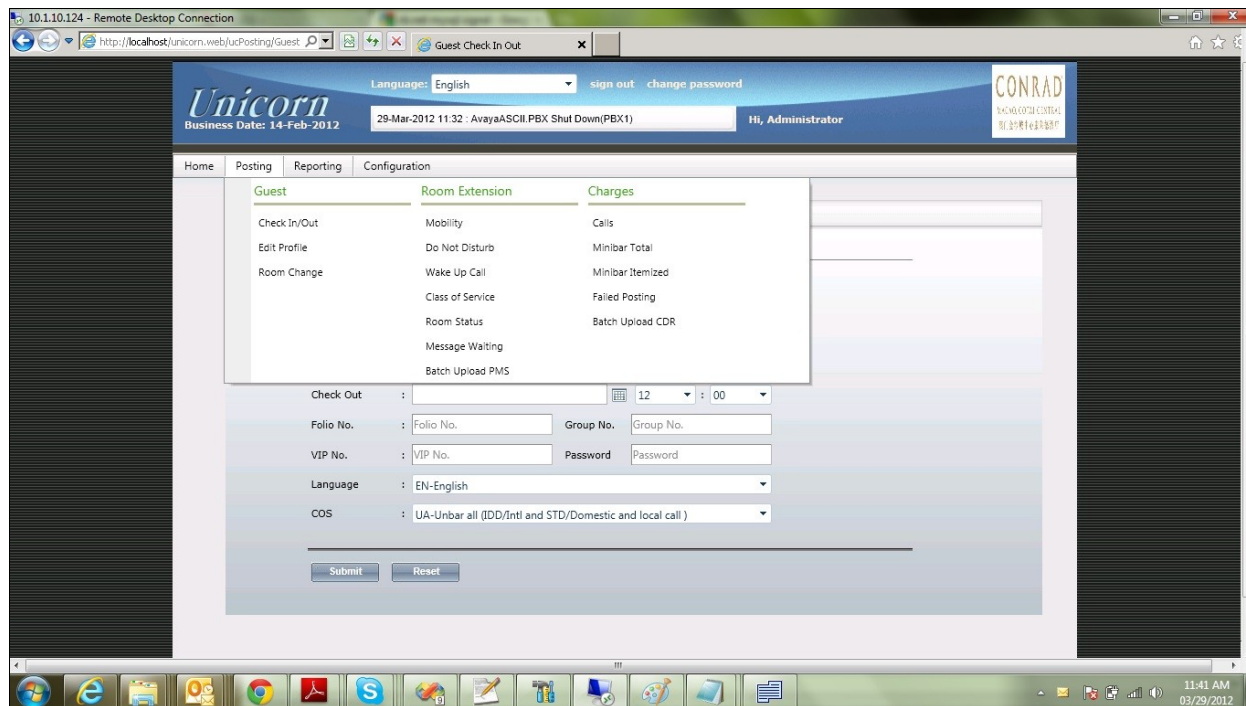 10.1.10.124 - Remote Desktop Connection
http://localhost/unicorn.web/ucPosting/Guest
Guest Check In Out
Language: English sign out change password
CONRAD
Unicorn
Business Date: 14-Feb-2012
29-Mar-2012 11:32 : AvayaASCII.PBX Shut Down(PBX1)
Hi, Administrator
Home Posting Reporting Configuration
Guest Room Extension Charges
Check In/Out Mobility Calls
Edit Profile Do Not Disturb Minibar Total
Room Change Wake Up Call Minibar Itemized
Class of Service Failed Posting
Room Status Batch Upload CDR
Message Waiting
Batch Upload PMS
Check Out : 12 : 00
Folio No. : Folio No. Group No. Group No.
VIP No. : VIP No. Password Password
Language : EN-English
COS : UA-Unbar all (IDD/Intl and STD/Domestic and local call )
Submit Reset
11:41 AM
03/29/2012